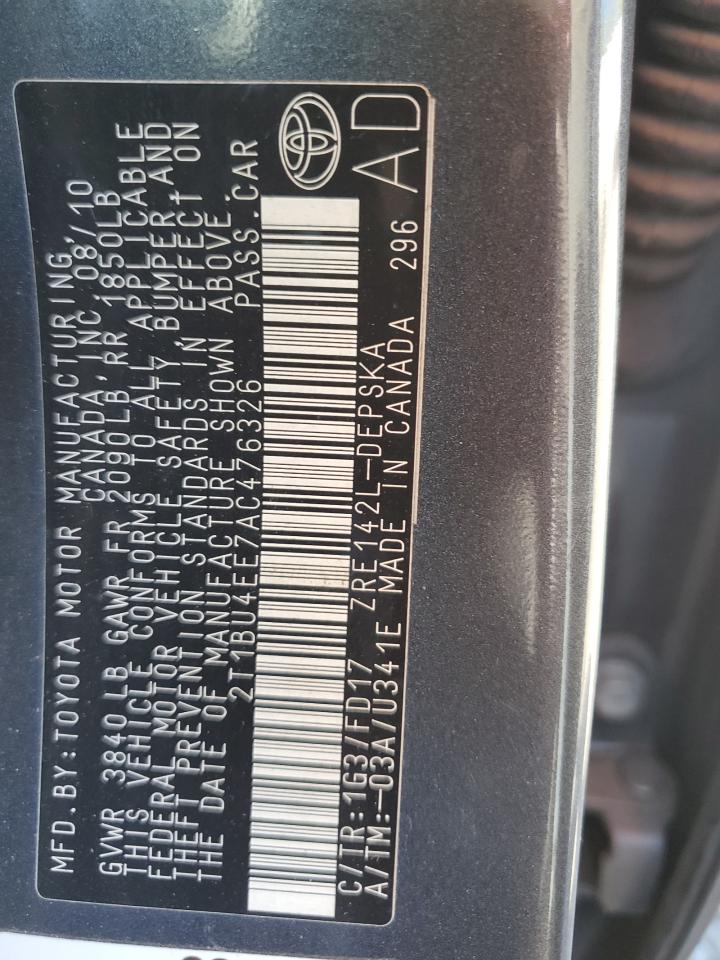 MFD.BY:TOYOTA MOTOR MANUFACTURING,
CANADA, INC. 08/10
GVWR 3840LB GAWR FR 2090LB RR 1850LB
THIS VEHICLE CONFORMS TO ALL APPLICABLE
FEDERAL MOTOR VEHICLE SAFETY, BUMPER, AND
THEFT PREVENTION STANDARDS IN EFFECT ON
THE DATE OF MANUFACTURE SHOWN ABOVE.
2T1BU4EE7AC476326 PASS.CAR
C/TR:1G3/FD17 ZRE142L-DEPSKA
A/TM:-03A/U341E MADE IN CANADA 296
AD